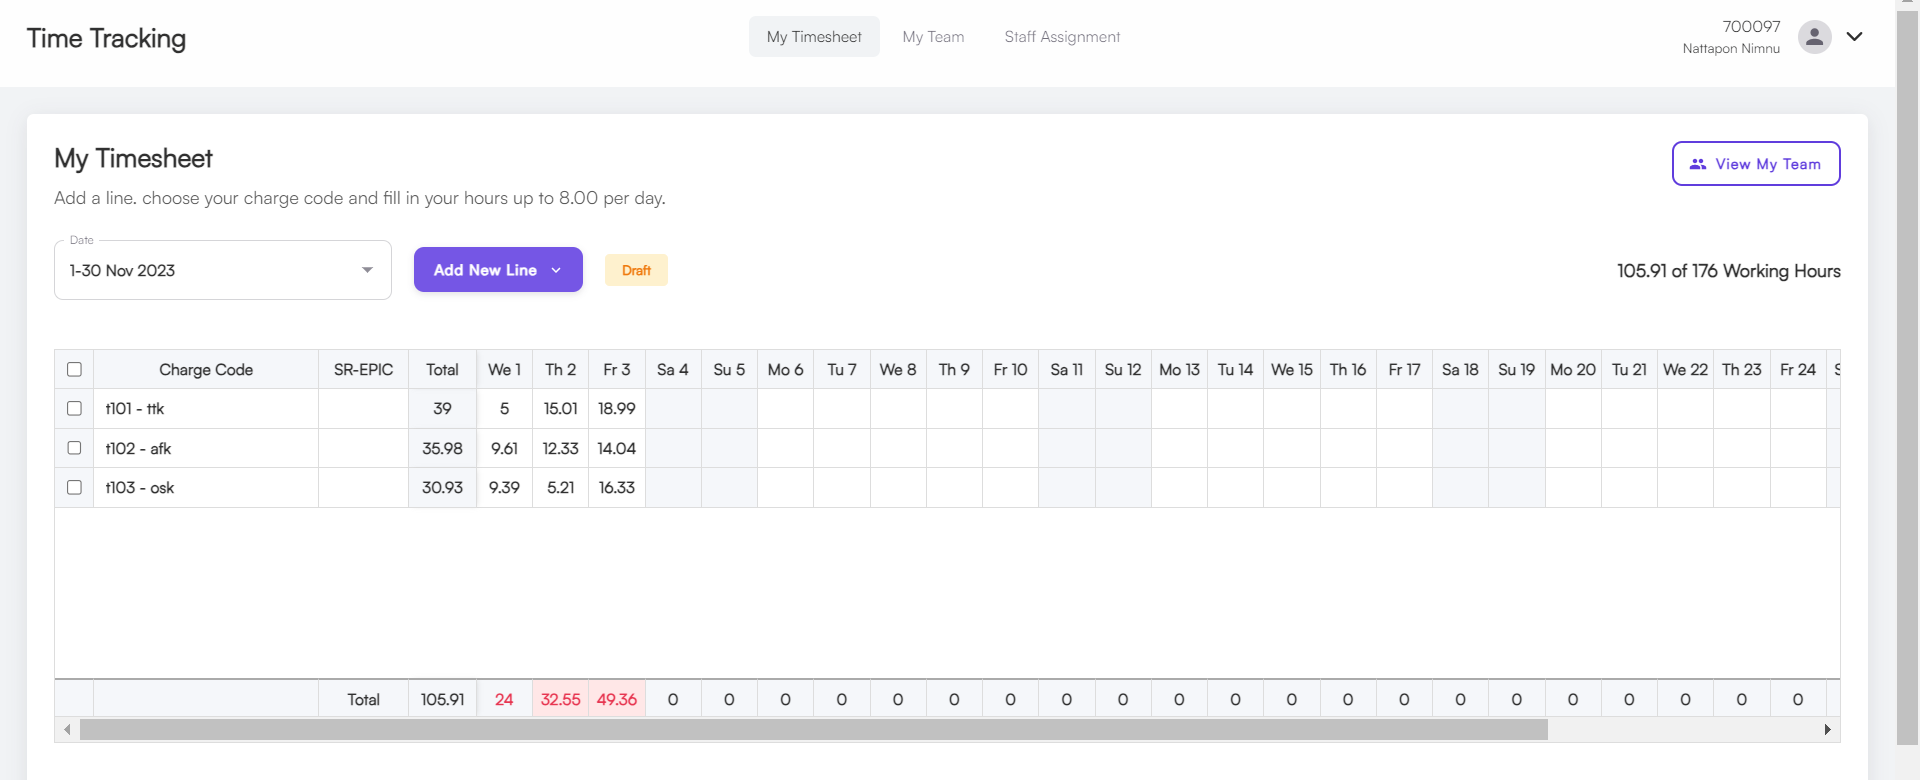 Time Tracking
My Timesheet My Team Staff Assignment
700097
Nattapon Nimnu
My Timesheet
View My Team
Add a line. choose your charge code and fill in your hours up to 8.00 per day.
Date
1-30 Nov 2023
Add New Line
Draft
105.91 of 176 Working Hours
Charge Code SR-EPIC Total We 1 Th 2 Fr 3 Sa 4 Su 5 Mo 6 Tu 7 We 8 Th 9 Fr 10 Sa 11 Su 12 Mo 13 Tu 14 We 15 Th 16 Fr 17 Sa 18 Su 19 Mo 20 Tu 21 We 22 Th 23 Fr 24
t101 - ttk 39 5 15.01 18.99
t102 - afk 35.98 9.61 12.33 14.04
t103 - osk 30.93 9.39 5.21 16.33
Total 105.91 24 32.55 49.36 0 0 0 0 0 0 0 0 0 0 0 0 0 0 0 0 0 0 0 0 0